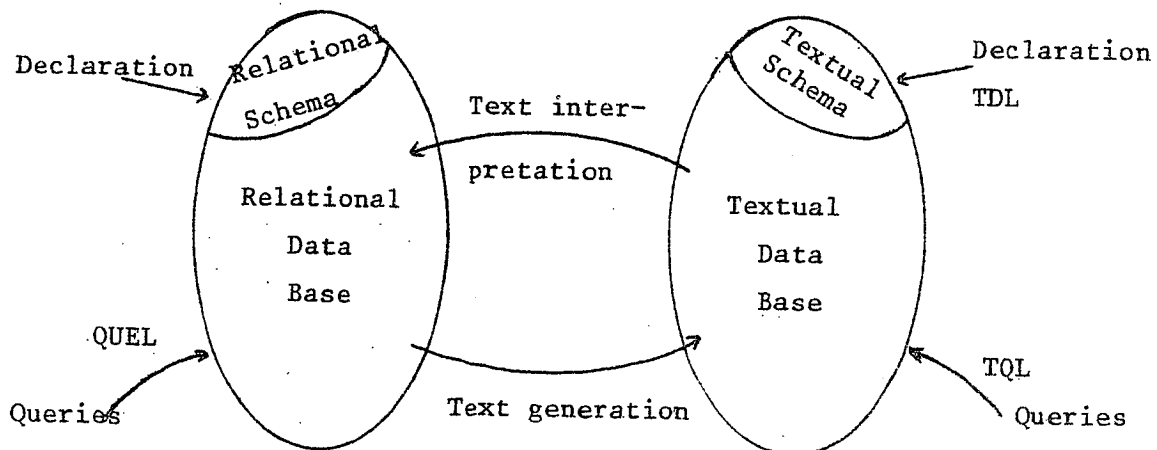 Declaration
Relational
Schema
Text inter-
pretation
Relational
Data
Base
QUEL
Queries
Text generation
Textual
Schema
Declaration
TDL
Textual
Data
Base
TQL
Queries